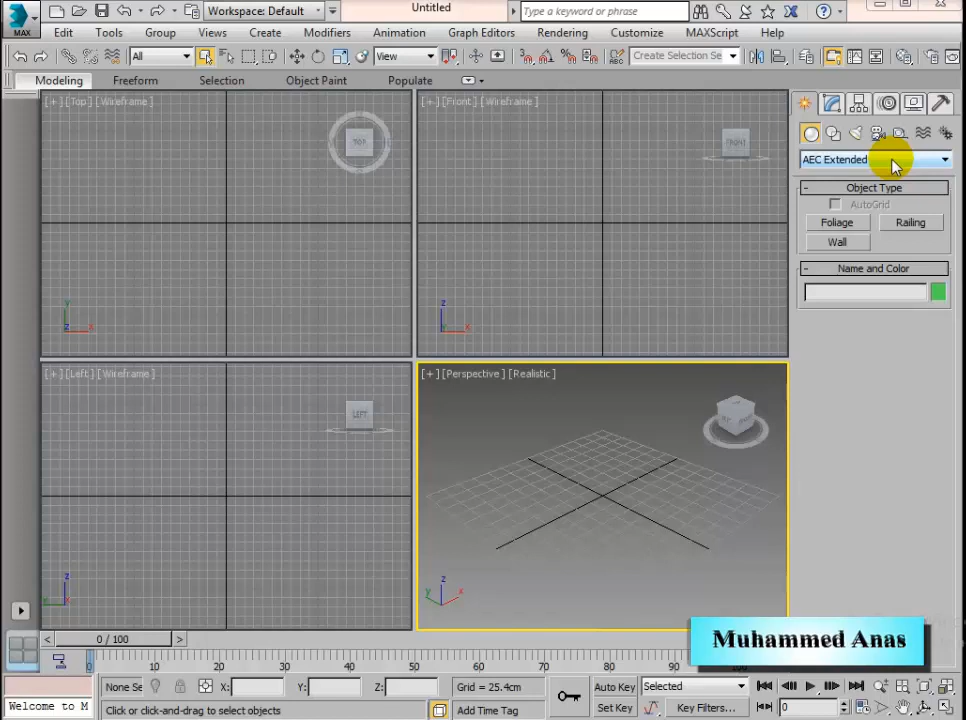 Untitled
MAX
Workspace: Default
Type a keyword or phrase
Edit Tools Group Views Create Modifiers Animation Graph Editors Rendering Customize MAXScript Help
All
View
Create Selection Se
Modeling Freeform Selection Object Paint Populate
[+][Top][Wireframe]
[+][Front][Wireframe]
TOP
FRONT
AEC Extended
Object Type
AutoGrid
Foliage Railing
Wall
Name and Color
[+][Left][Wireframe]
[+][Perspective][Realistic]
LEFT
Muhammed Anas
0 / 100
10 20 30 40 50 60 70 80 90
None Se X: Y: Z: Grid = 25.4cm Auto Key Selected
Welcome to M Click or click-and-drag to select objects Add Time Tag Set Key Key Filters... 0